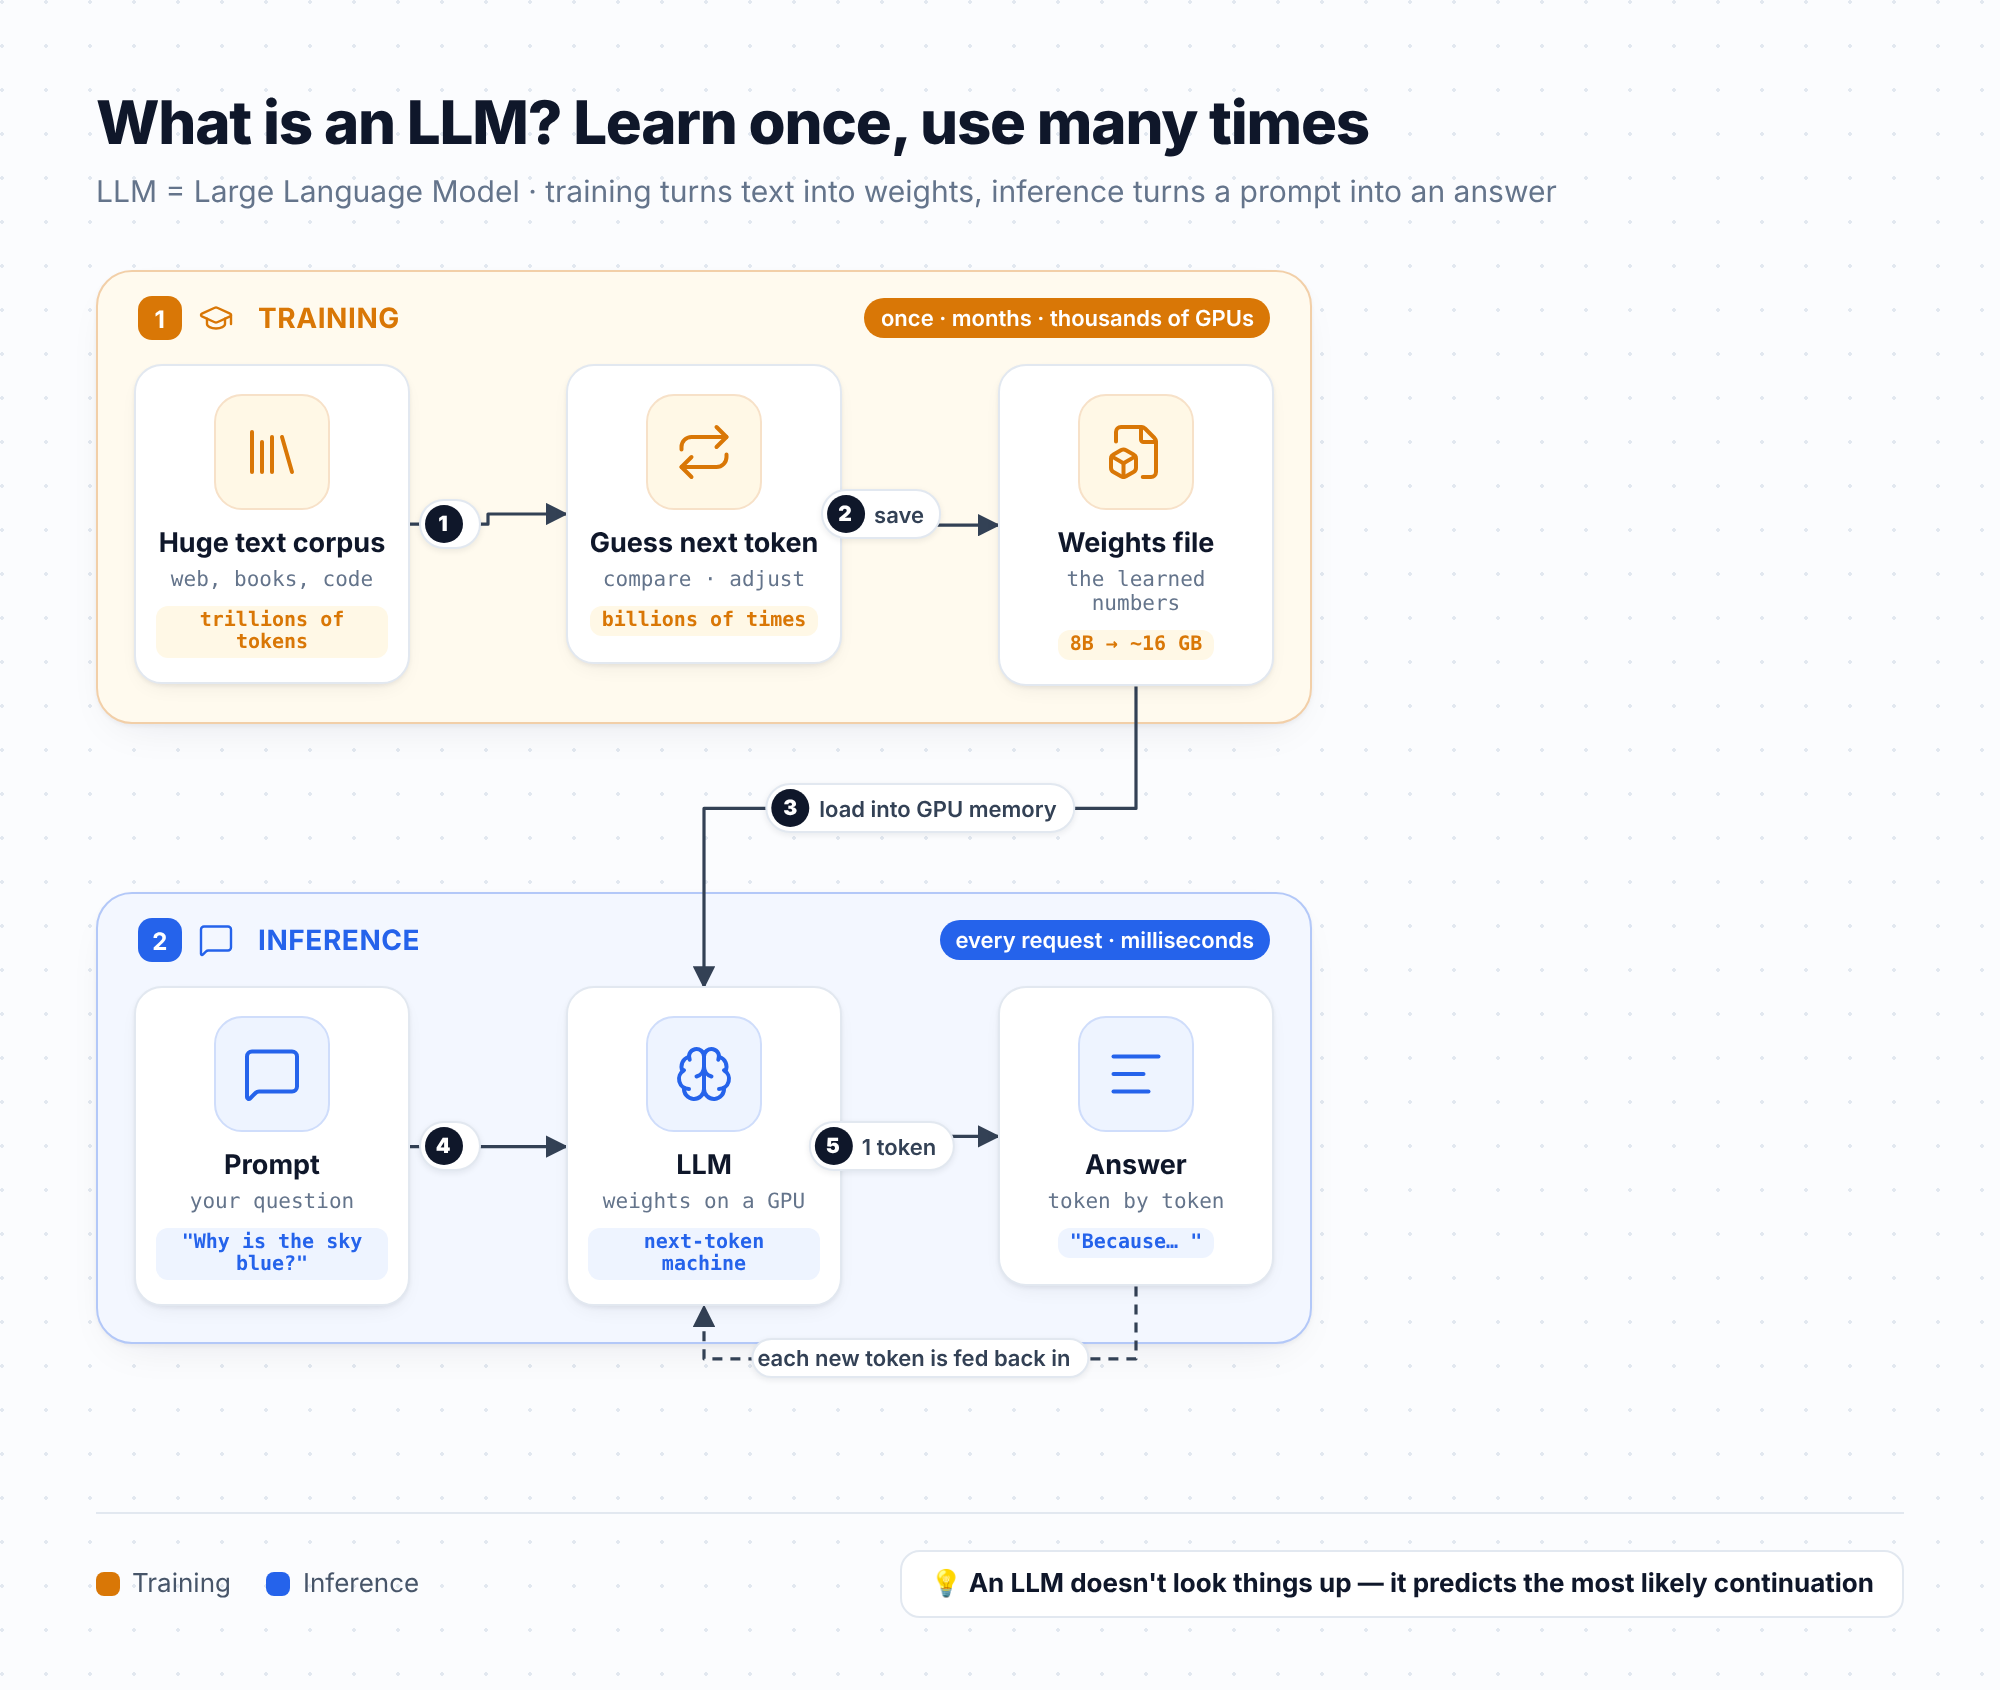 What is an LLM? Learn once, use many times
LLM = Large Language Model · training turns text into weights, inference turns a prompt into an answer
1 TRAINING
once · months · thousands of GPUs
Huge text corpus
web, books, code
trillions of
tokens
1
Guess next token
compare · adjust
billions of times
2 save
Weights file
the learned
numbers
8B → ~16 GB
3 load into GPU memory
2 INFERENCE
every request · milliseconds
Prompt
your question
"Why is the sky
blue?"
4
LLM
weights on a GPU
next-token
machine
5 1 token
Answer
token by token
"Because… "
each new token is fed back in
Training
Inference
💡 An LLM doesn't look things up — it predicts the most likely continuation